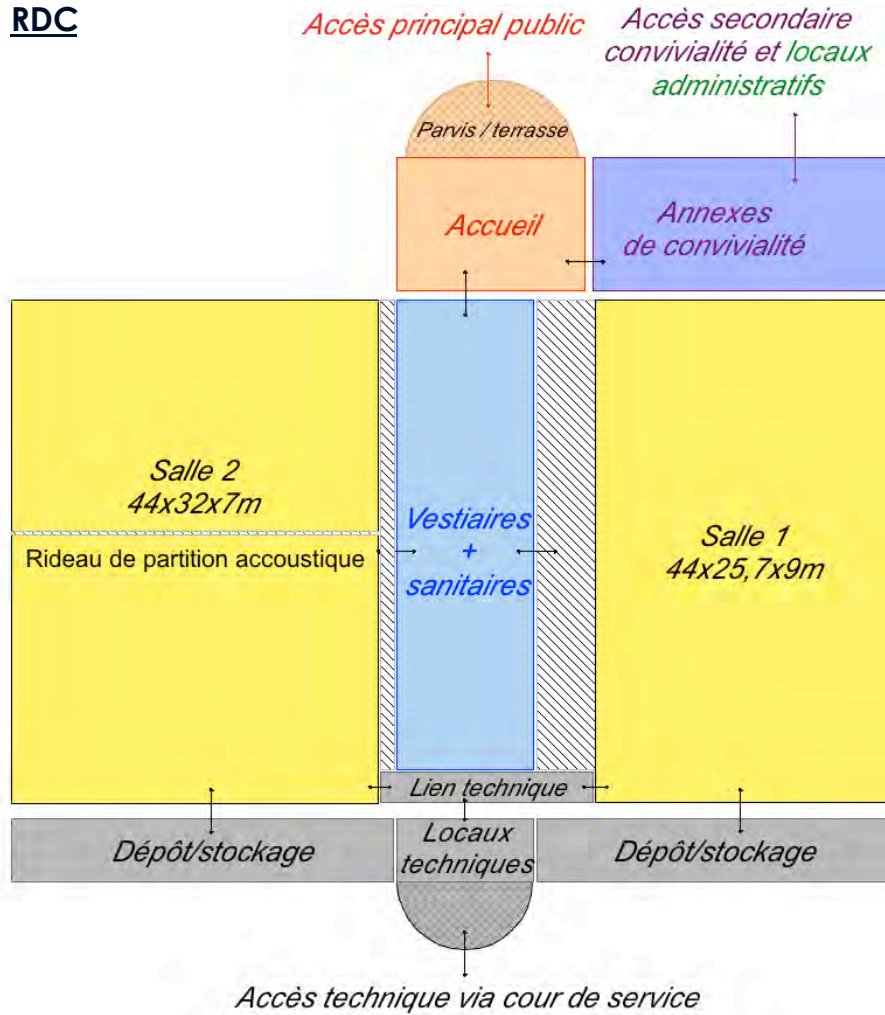 RDC
Accès principal public
Accès secondaire
convivialité et locaux
administratifs
Parvis / terrasse
Accueil
Annexes
de convivialité
Salle 2
44x32x7m
Rideau de partition accoustique
Vestiaires
+
sanitaires
Salle 1
44x25,7x9m
Lien technique
Dépôt/stockage
Locaux
techniques
Dépôt/stockage
Accès technique via cour de service